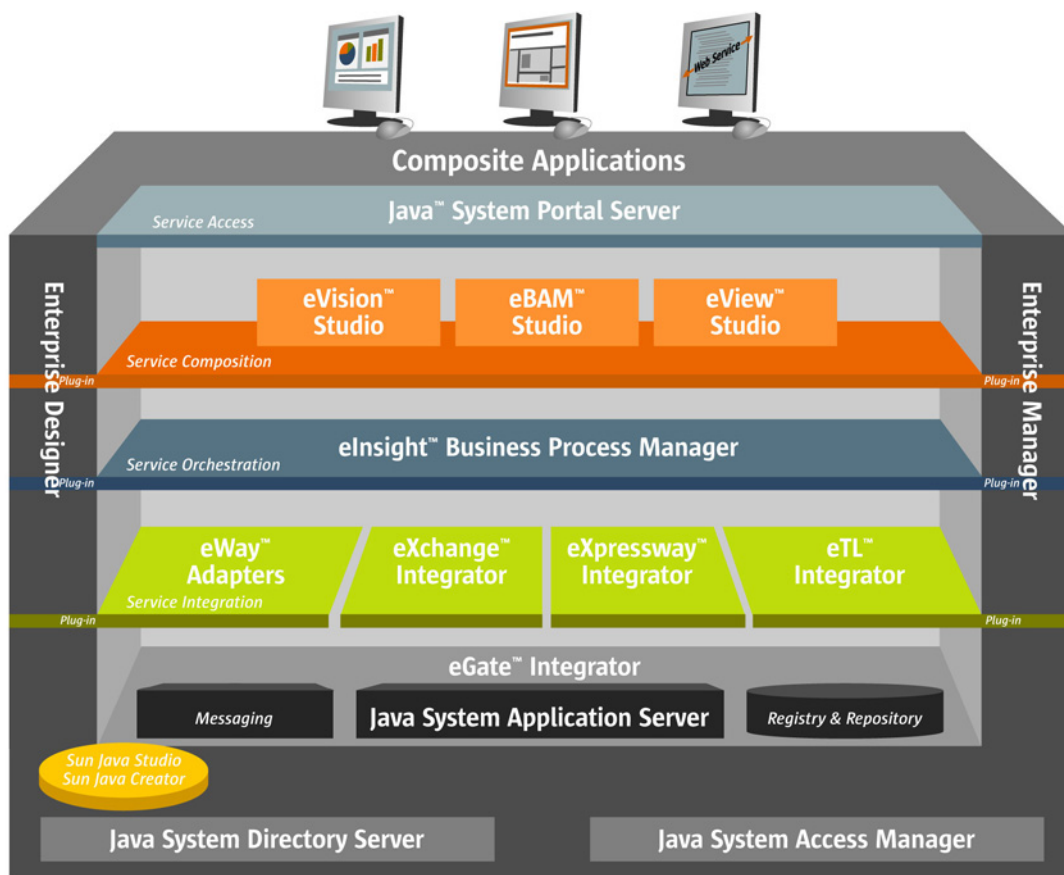 Web Service
Composite Applications
Java™ System Portal Server
Service Access
Enterprise Designer
Enterprise Manager
eVision™
Studio
eBAM™
Studio
eView™
Studio
Service Composition
Plug-in
Plug-in
eInsight™ Business Process Manager
Service Orchestration
Plug-in
Plug-in
eWay™
Adapters
eXchange™
Integrator
eXpressway™
Integrator
eTL™
Integrator
Service Integration
Plug-in
Plug-in
eGate™ Integrator
Messaging
Java System Application Server
Registry & Repository
Sun Java Studio
Sun Java Creator
Java System Directory Server
Java System Access Manager